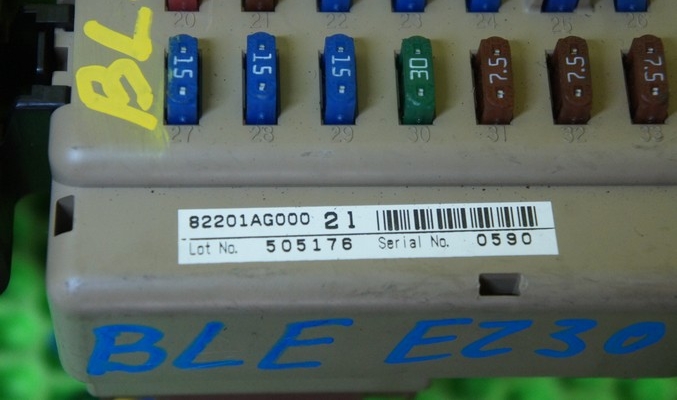 20 21 22 23 24 25 26
BL
15 15 15 30 7.5 7.5 7.5
27 28 29 30 31 32 33
82201AG000 21
Lot No. 505176 Serial No. 0590
BLE EZ30